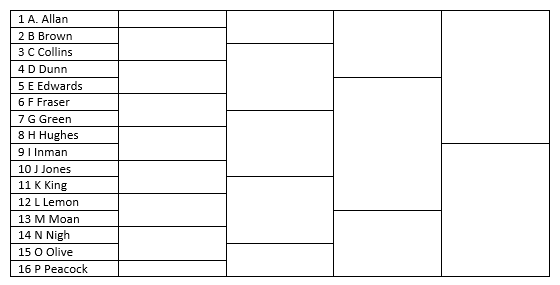 1 A. Allan
2 B Brown
3 C Collins
4 D Dunn
5 E Edwards
6 F Fraser
7 G Green
8 H Hughes
9 I Inman
10 J Jones
11 K King
12 L Lemon
13 M Moan
14 N Nigh
15 O Olive
16 P Peacock